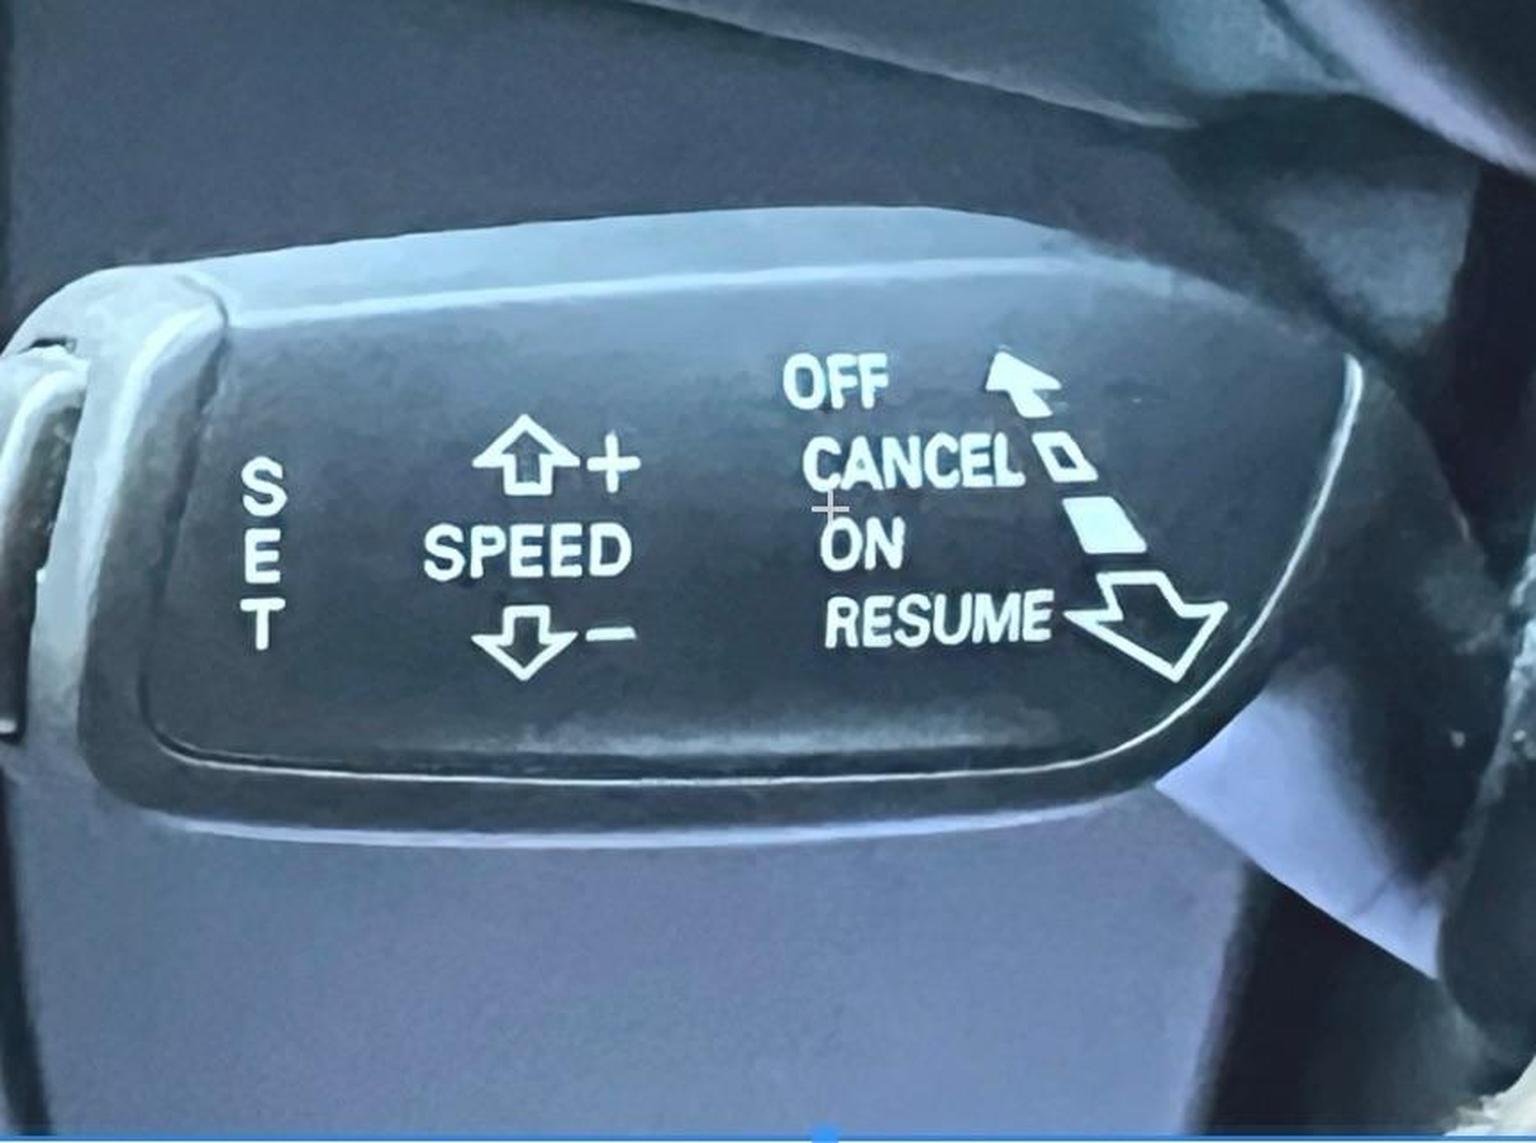 SET
+
SPEED
-
OFF
CANCEL
ON
RESUME